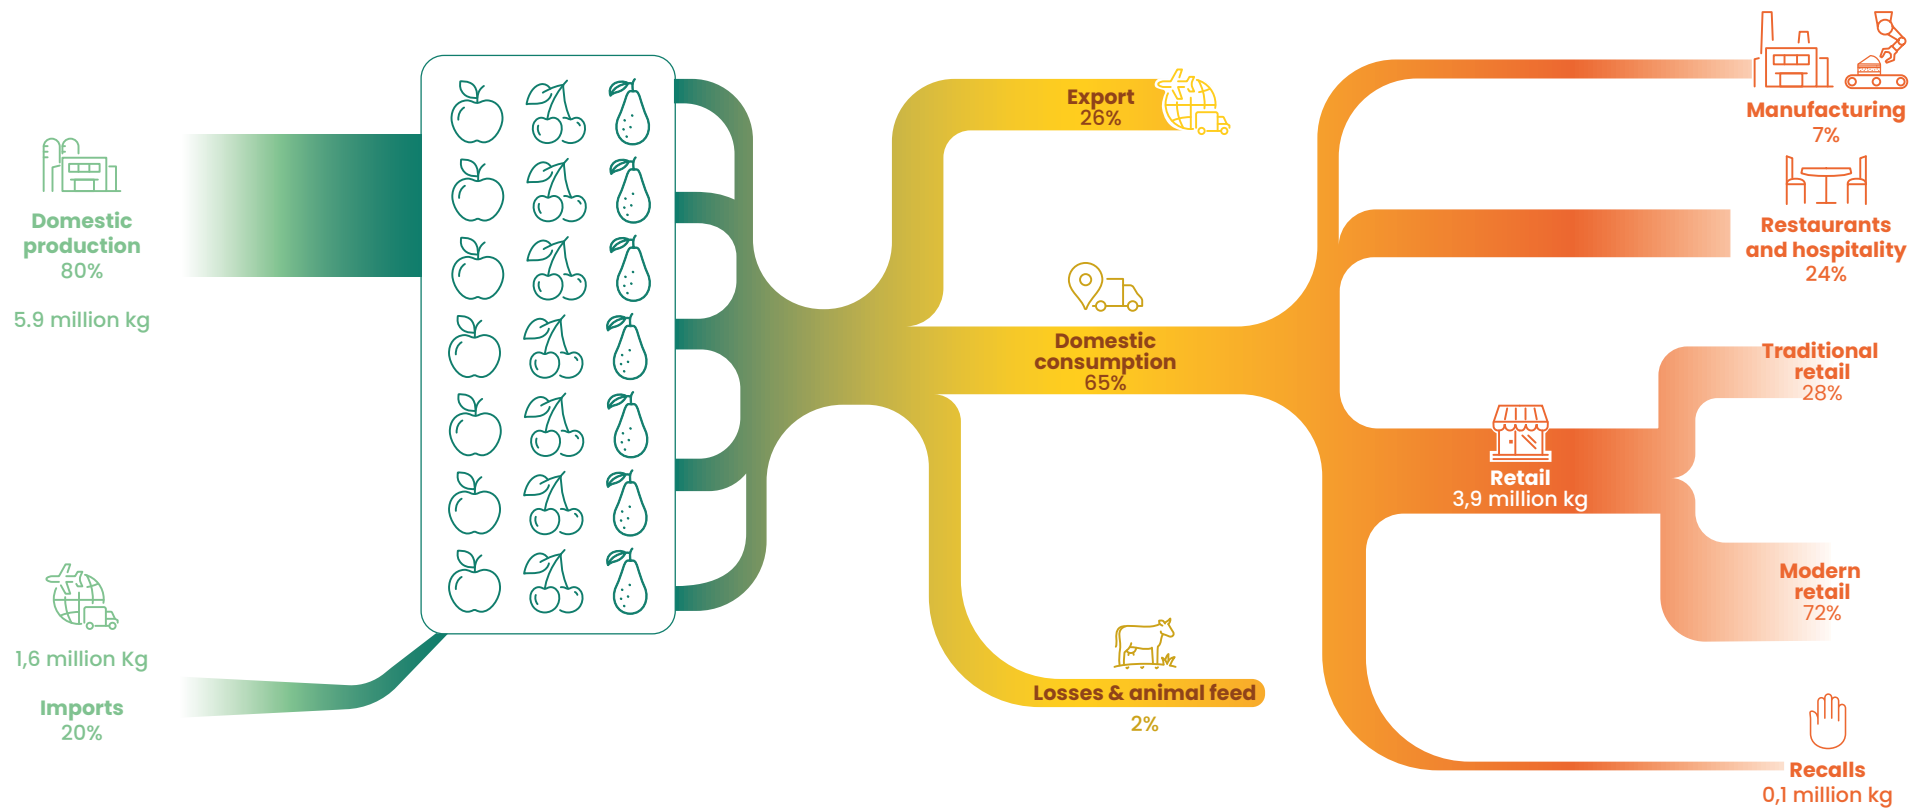 Domestic
production
80%
5.9 million kg
1,6 million Kg
Imports
20%
Export
26%
Domestic
consumption
65%
Losses & animal feed
2%
Manufacturing
7%
Restaurants
and hospitality
24%
Traditional
retail
28%
Retail
3,9 million kg
Modern
retail
72%
Recalls
0,1 million kg